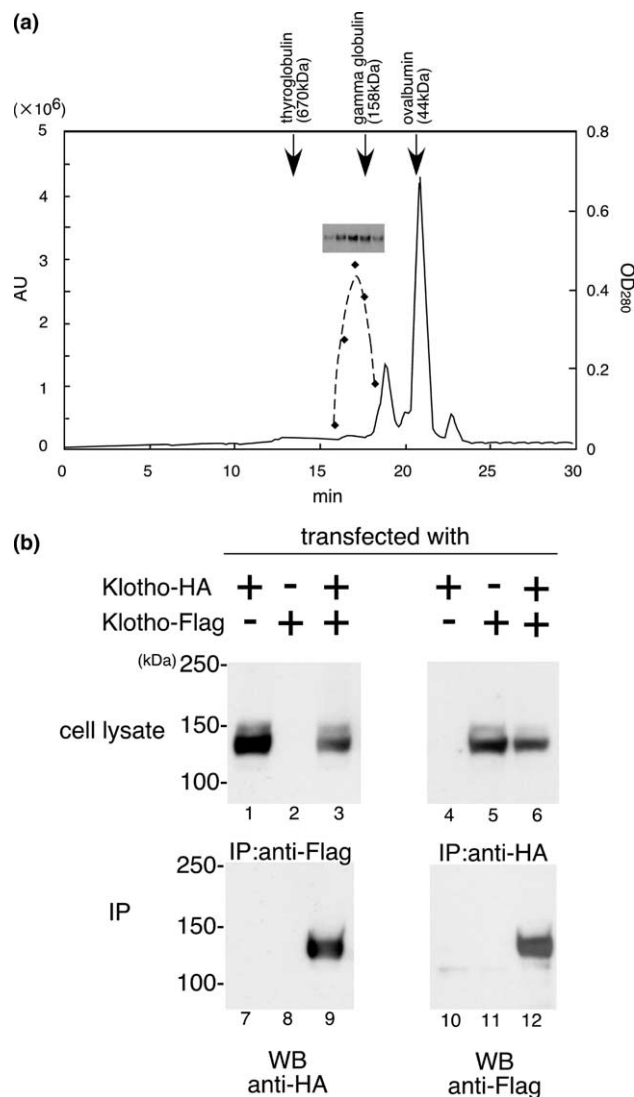 (a)
thyroglobulin
(670kDa)
gamma globulin
(158kDa)
ovalbumin
(44kDa)
(×10⁶)
5
4
3
2
1
0
AU
0.8
0.6
0.4
0.2
0
OD₂₈₀
0 5 10 15 20 25 30
min
(b)
transfected with
Klotho-HA + - + + - +
Klotho-Flag - + + - + +
(kDa) 250-
cell lysate
150-
100-
1 2 3 4 5 6
IP:anti-Flag IP:anti-HA
250-
IP
150-
100-
7 8 9 10 11 12
WB WB
anti-HA anti-Flag